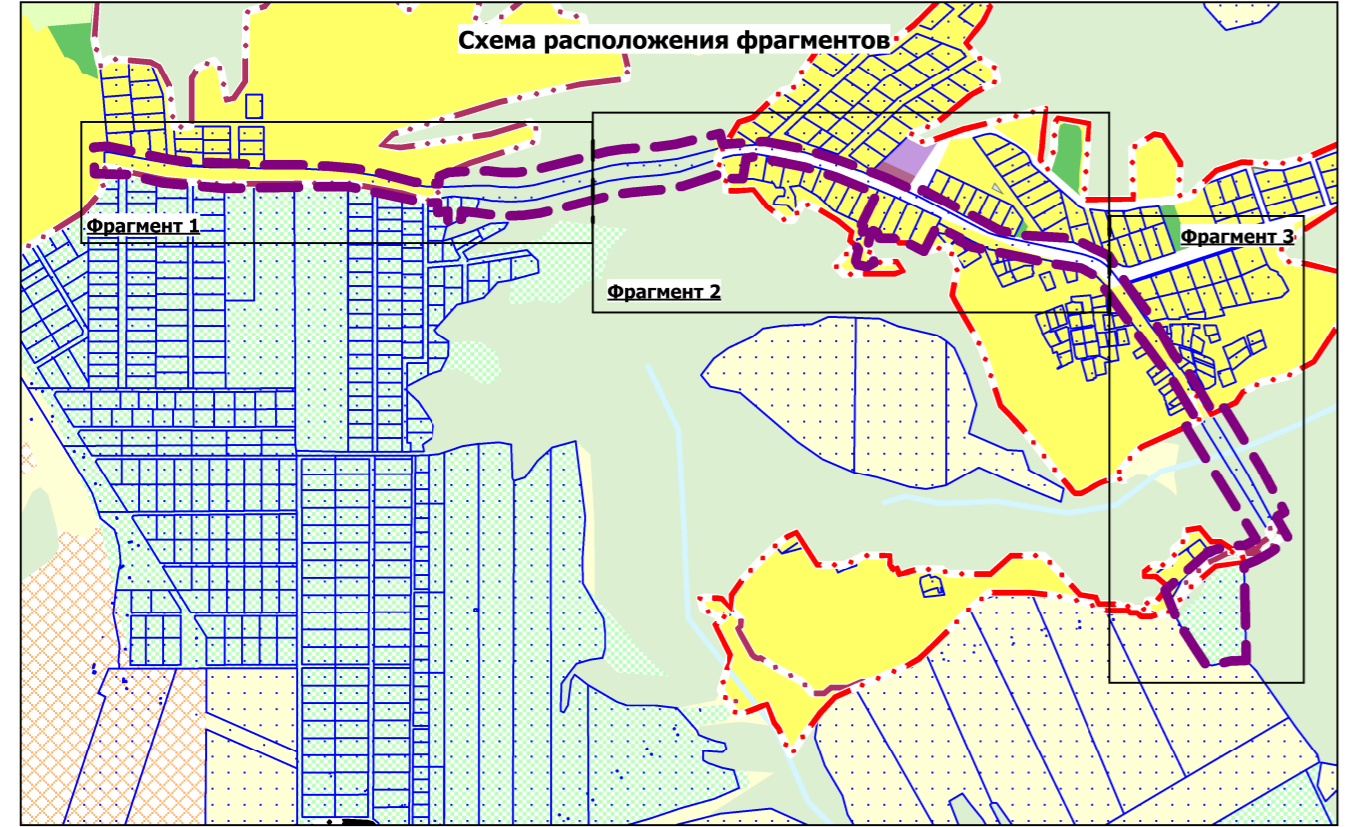 Схема расположения фрагментов
Фрагмент 1
Фрагмент 3
Фрагмент 2